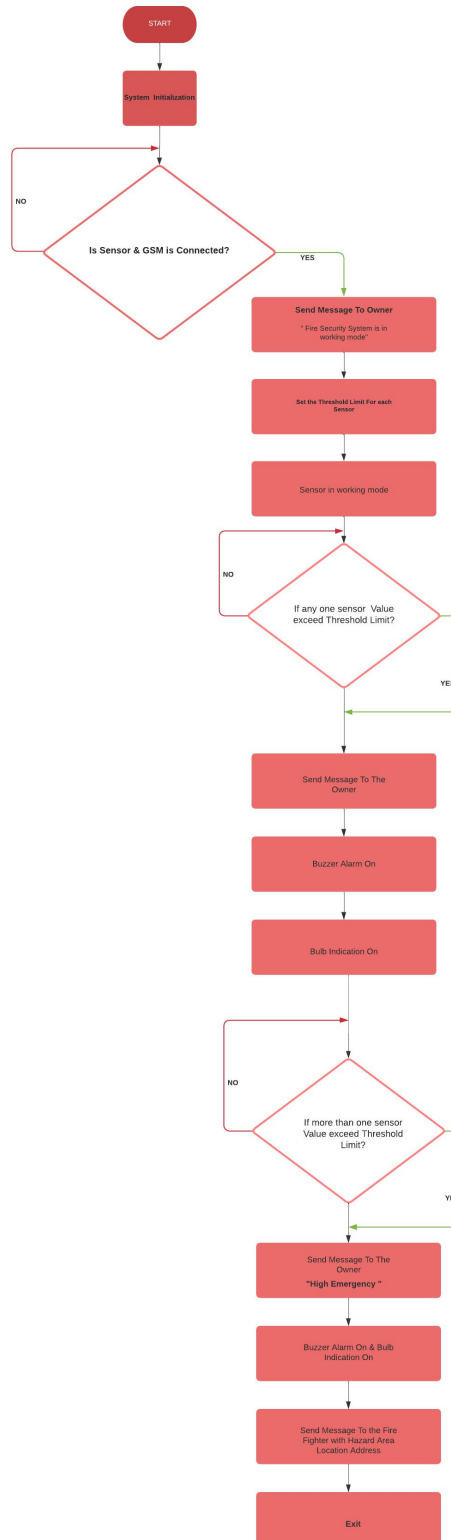 START
System Initialization
NO
Is Sensor & GSM is Connected?
YES
Send Message To Owner
" Fire Security System is in
working mode"
Set the Threshold Limit For each
Sensor
Sensor in working mode
NO
If any one sensor Value
exceed Threshold Limit?
YES
Send Message To The
Owner
Buzzer Alarm On
Bulb Indication On
NO
If more than one sensor
Value exceed Threshold
Limit?
Send Message To The
Owner
"High Emergency "
Buzzer Alarm On & Bulb
Indication On
Send Message To the Fire
Fighter with Hazard Area
Location Address
Exit